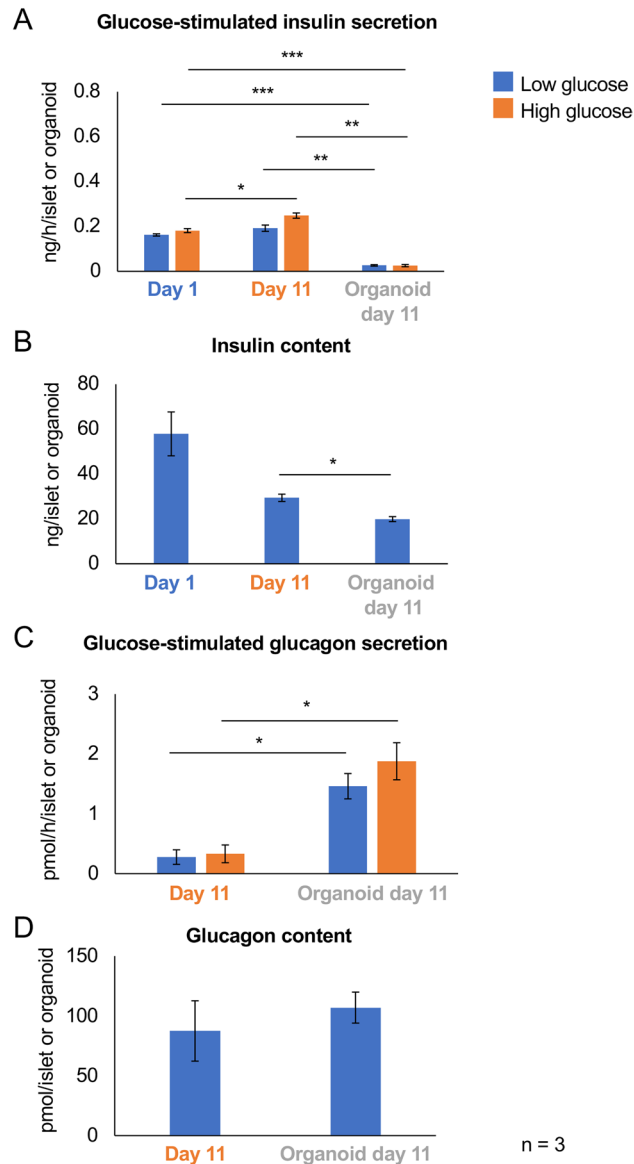 A
Glucose-stimulated insulin secretion
***
***
**
**
*
Low glucose
High glucose
ng/h/islet or organoid
0.8
0.6
0.4
0.2
0
Day 1
Day 11
Organoid
day 11
B
Insulin content
ng/islet or organoid
80
60
40
20
0
*
Day 1
Day 11
Organoid
day 11
C
Glucose-stimulated glucagon secretion
pmol/h/islet or organoid
3
2
1
0
*
*
Day 11
Organoid day 11
D
Glucagon content
pmol/islet or organoid
150
100
50
0
Day 11
Organoid day 11
n = 3